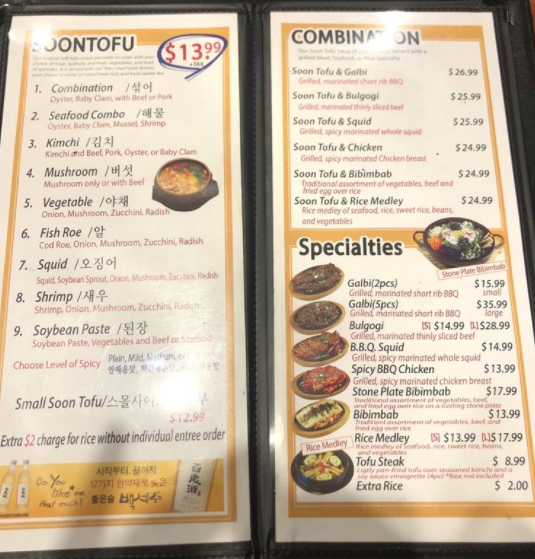 SOONTOFU
$13.99
+TAX
1. Combination /섞어
Oyster, Baby Clam, with Beef or Pork
2. Seafood Combo /해물
Oyster, Baby Clam, Mussel, Shrimp
3. Kimchi /김치
Kimchi and Beef, Pork, Oyster, or Baby Clam
4. Mushroom /버섯
Mushroom only or with Beef
5. Vegetable /야채
Onion, Mushroom, Zucchini, Radish
6. Fish Roe /알
Cod Roe, Onion, Mushroom, Zucchini, Radish
7. Squid /오징어
Squid, Soybean Sprout, Onion, Mushroom, Zucchini, Radish
8. Shrimp /새우
Shrimp, Onion, Mushroom, Zucchini, Radish
9. Soybean Paste /된장
Soybean Paste, Vegetables and Beef or Seafood
Choose Level of Spicy Plain, Mild, Medium,
Small Soon Tofu/스몰사이
$12.99
Extra $2 charge for rice without individual entree order
Do You like me that much?
시작부터, 끝까지
12가지 한약재로
좋은술 백세주
COMBINATION
grilled Meat, Seafood, or Rice Specialty
Soon Tofu & Galbi $26.99
Grilled, marinated short rib BBQ
Soon Tofu & Bulgogi $25.99
Grilled, marinated thinly sliced beef
Soon Tofu & Squid $25.99
Grilled, spicy marinated whole squid
Soon Tofu & Chicken $24.99
Grilled, spicy marinated Chicken breast
Soon Tofu & Bibimbab $24.99
Traditional assortment of vegetables, beef and
fried egg over rice
Soon Tofu & Rice Medley $24.99
Rice medley of seafood, rice, sweet rice, beans,
and vegetables
Specialties
Stone Plate Bibimbab
Galbi(2pcs) $15.99
Grilled, marinated short rib BBQ small
Galbi(5pcs) $35.99
Grilled, marinated short rib BBQ large
Bulgogi [S] $14.99 [L]$28.99
Grilled, marinated thinly sliced beef
B.B.Q. Squid $14.99
Grilled, spicy marinated whole squid
Spicy BBQ Chicken $13.99
Grilled, spicy marinated chicken breast
Stone Plate Bibimbab $17.99
Traditional assortment of vegetables, beef,
and fried egg over rice on a sizzling stone plate
Bibimbab $13.99
Traditional assortment of vegetables, beef, and
fried egg over rice
Rice Medley
Rice Medley [S] $13.99 [L]$17.99
Rice medley of seafood, rice, sweet rice, beans,
and vegetables
Tofu Steak $ 8.99
Lightly pan fried tofu over seasoned kimchi and a
soy sauce vinaigrette (4pc) *Rice not included
Extra Rice $ 2.00